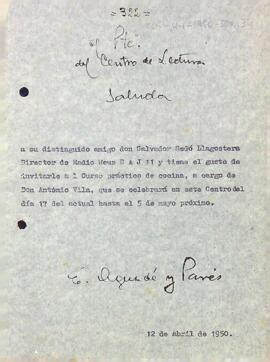 = 322 =
"el Pte".
del Centro de Lectura
Saluda
a su distinguido amigo don Salvador Sedó Llagostera
Director de Radio Reus E A J 11 y tiene el gusto de
invitarle a l Curso práctico de cocina, a cargo de
Don António Vila, que se celebrará en este Centro del
día 17 del actual hasta el 5 de mayo próximo.
E. Aguadé y Parés
12 de Abril de 1950.